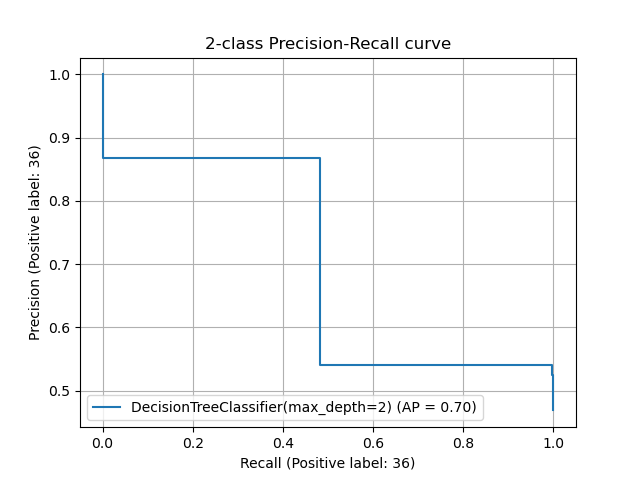 2-class Precision-Recall curve
Precision (Positive label: 36)
1.0
0.9
0.8
0.7
0.6
0.5
DecisionTreeClassifier(max_depth=2) (AP = 0.70)
0.0 0.2 0.4 0.6 0.8 1.0
Recall (Positive label: 36)